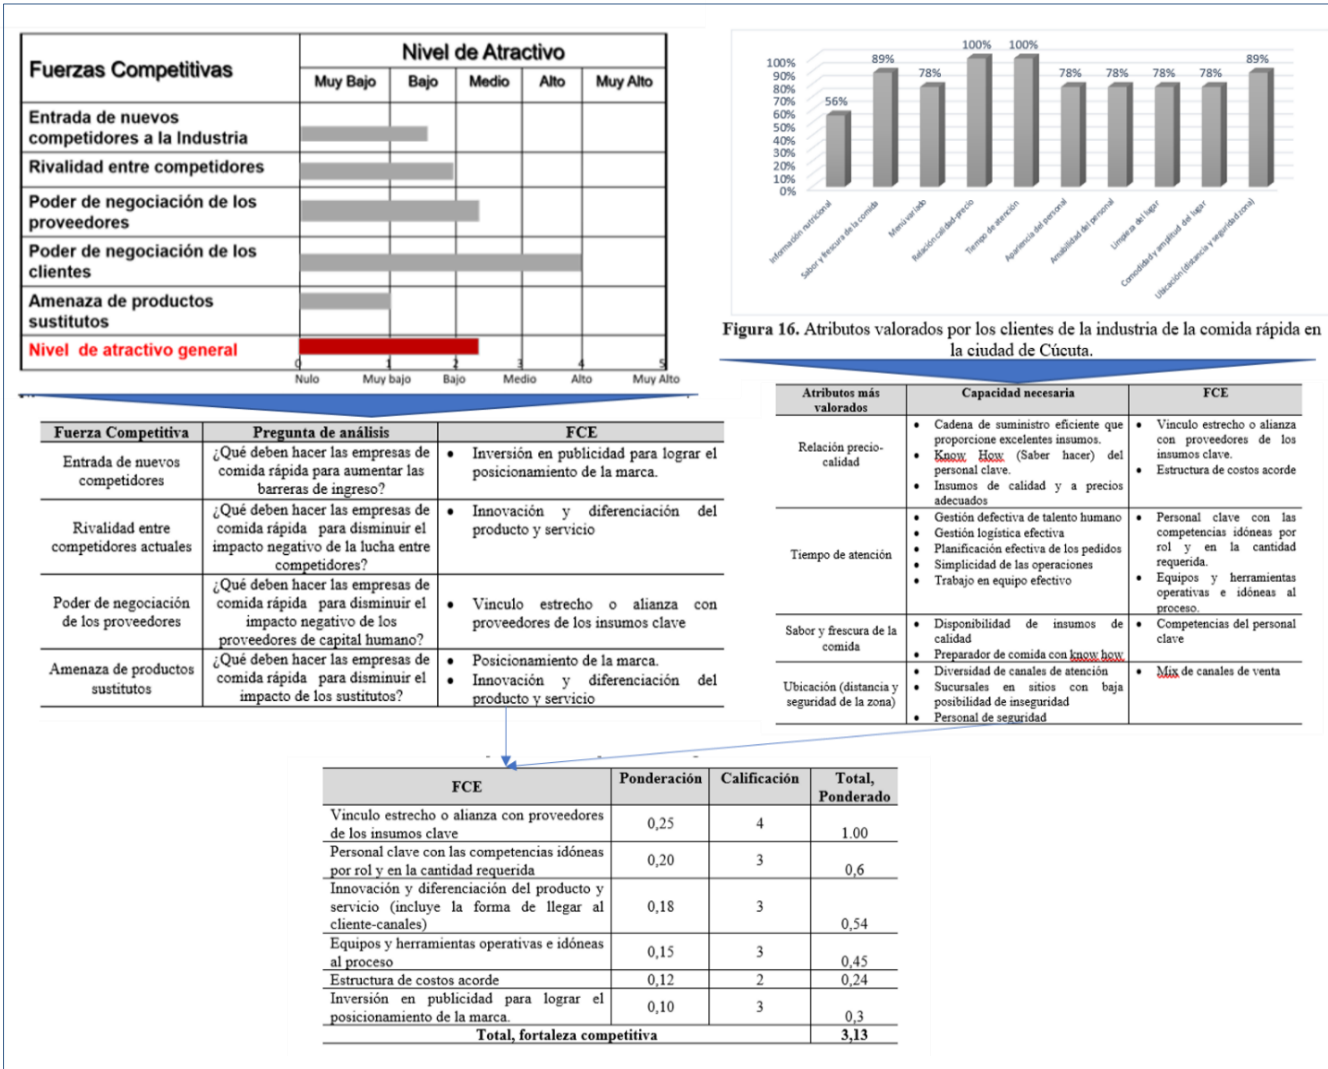 Fuerzas Competitivas
Nivel de Atractivo
Muy Bajo Bajo Medio Alto Muy Alto
Entrada de nuevos
competidores a la Industria
Rivalidad entre competidores
Poder de negociación de los
proveedores
Poder de negociación de los
clientes
Amenaza de productos
sustitutos
Nivel de atractivo general
0 1 2 3 4 5
Nulo Muy bajo Bajo Medio Alto Muy Alto
100%
90%
80%
70%
60%
50%
40%
30%
20%
10%
0%
56% 89% 78% 100% 100% 78% 78% 78% 78% 89%
Información nutricional
Sabor y frescura de la comida
Menú variado
Relación calidad-precio
Tiempo de atención
Apariencia del personal
Amabilidad del personal
Limpieza del lugar
Comodidad y amplitud del lugar
Ubicación (distancia y seguridad zona)
Figura 16. Atributos valorados por los clientes de la industria de la comida rápida en
la ciudad de Cúcuta.
Fuerza Competitiva Pregunta de análisis FCE
Entrada de nuevos
competidores
¿Qué deben hacer las empresas de
comida rápida para aumentar las
barreras de ingreso?
• Inversión en publicidad para lograr el
posicionamiento de la marca.
Rivalidad entre
competidores actuales
¿Qué deben hacer las empresas de
comida rápida para disminuir el
impacto negativo de la lucha entre
competidores?
• Innovación y diferenciación del
producto y servicio
Poder de negociación
de los proveedores
¿Qué deben hacer las empresas de
comida rápida para disminuir el
impacto negativo de los
proveedores de capital humano?
• Vinculo estrecho o alianza con
proveedores de los insumos clave
Amenaza de productos
sustitutos
¿Qué deben hacer las empresas de
comida rápida para disminuir el
impacto de los sustitutos?
• Posicionamiento de la marca.
• Innovación y diferenciación del
producto y servicio
Atributos más
valorados
Capacidad necesaria
FCE
Relación precio-
calidad
• Cadena de suministro eficiente que
proporcione excelentes insumos.
• Know How (Saber hacer) del
personal clave.
• Insumos de calidad y a precios
adecuados
• Vinculo estrecho o alianza
con proveedores de los
insumos clave.
• Estructura de costos acorde
Tiempo de atención
• Gestión defectiva de talento humano
• Gestión logística efectiva
• Planificación efectiva de los pedidos
• Simplicidad de las operaciones
• Trabajo en equipo efectivo
• Personal clave con las
competencias idóneas por
rol y en la cantidad
requerida.
• Equipos y herramientas
operativas e idóneas al
proceso.
Sabor y frescura de la
comida
• Disponibilidad de insumos de
calidad
• Preparador de comida con know how
• Competencias del personal
clave
Ubicación (distancia y
seguridad de la zona)
• Diversidad de canales de atención
• Sucursales en sitios con baja
posibilidad de inseguridad
• Personal de seguridad
• Mix de canales de venta
FCE
Ponderación Calificación Total,
Ponderado
Vinculo estrecho o alianza con proveedores
de los insumos clave
0,25 4 1.00
Personal clave con las competencias idóneas
por rol y en la cantidad requerida
0,20 3 0,6
Innovación y diferenciación del producto y
servicio (incluye la forma de llegar al
cliente-canales)
0,18 3 0,54
Equipos y herramientas operativas e idóneas
al proceso
0,15 3 0,45
Estructura de costos acorde 0,12 2 0,24
Inversión en publicidad para lograr el
posicionamiento de la marca.
0,10 3 0,3
Total, fortaleza competitiva 3,13